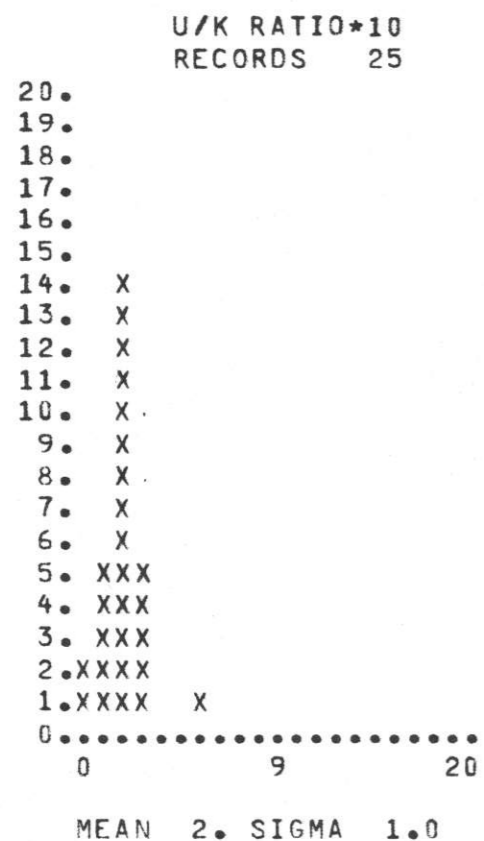 U/K RATIO*10
RECORDS 25
20.
19.
18.
17.
16.
15.
14. X
13. X
12. X
11. X
10. X
9. X
8. X
7. X
6. X
5. XXX
4. XXX
3. XXX
2.XXXX
1.XXXX X
0......................
0 9 20
MEAN 2. SIGMA 1.0